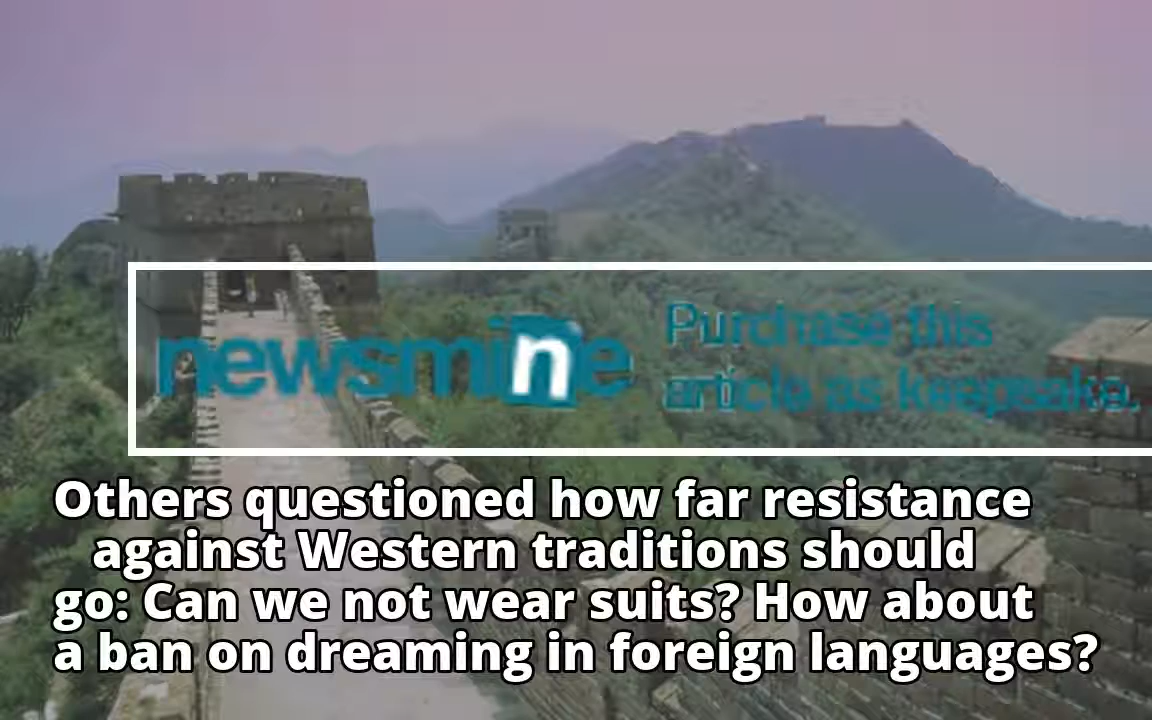 newsmine
Purchase this
article as keepsake.
Others questioned how far resistance
against Western traditions should
go: Can we not wear suits? How about
a ban on dreaming in foreign languages?